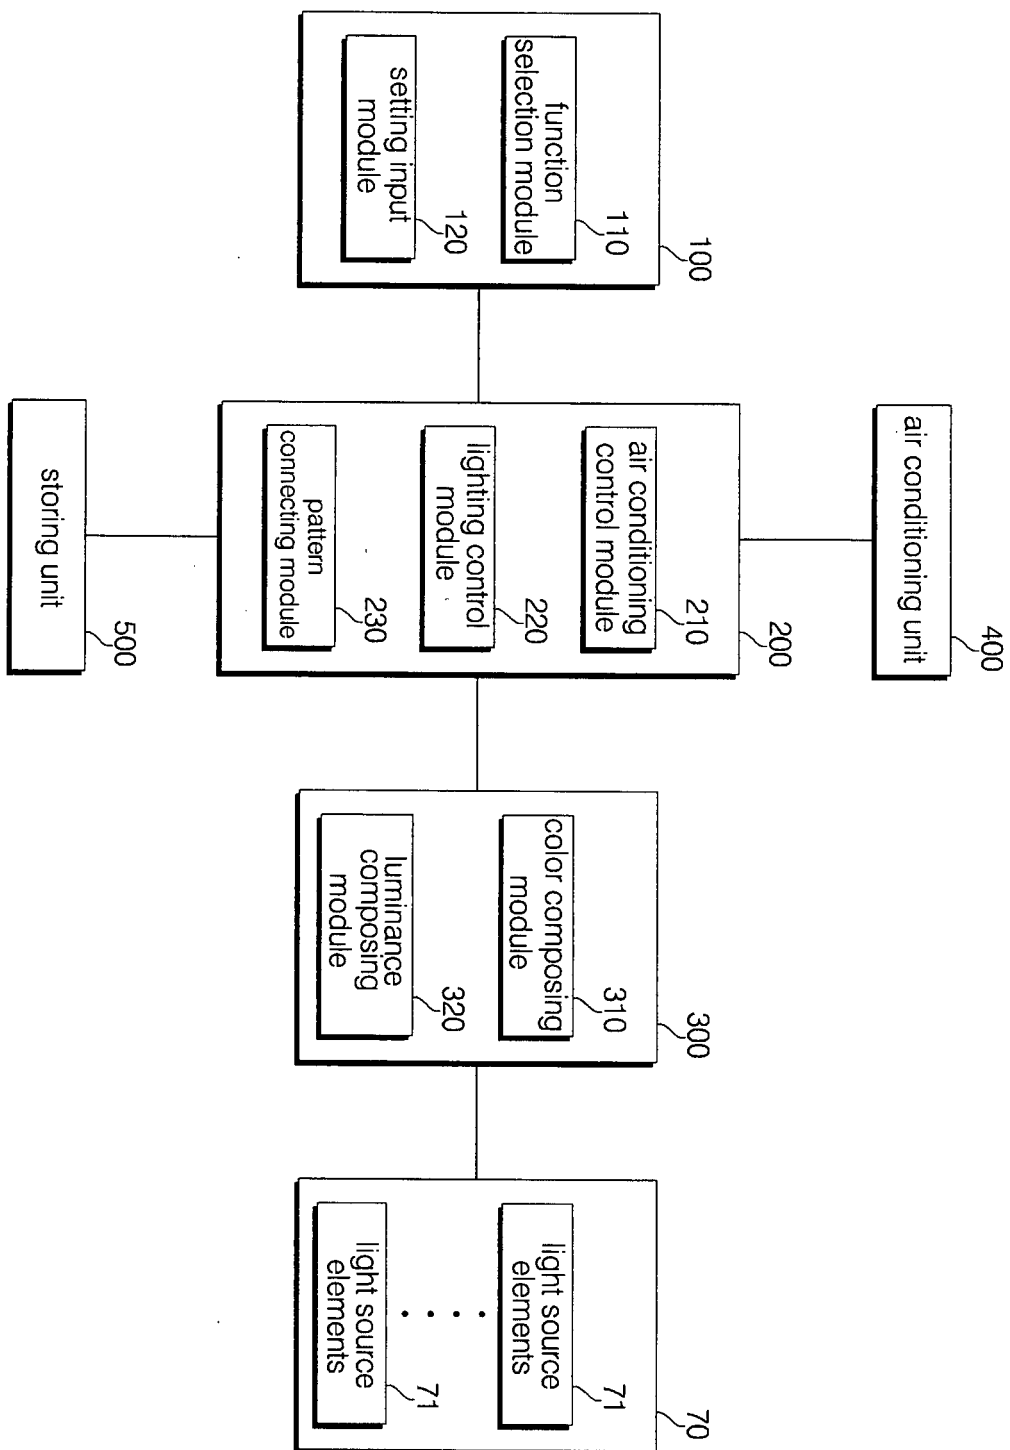 400
air conditioning unit
100
110
function
selection module
120
setting input
module
200
210
air conditioning
control module
220
lighting control
module
230
pattern
connecting module
300
310
color composing
module
320
luminance
composing
module
70
71
light source
elements
71
light source
elements
500
storing unit